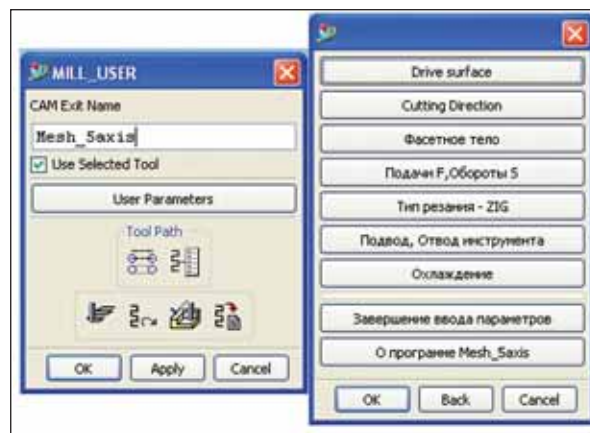 MILL_USER
CAM Exit Name
Mesh_5axis
Use Selected Tool
User Parameters
Tool Path
OK Apply Cancel
Drive surface
Cutting Direction
Фасетное тело
Подачи F,Обороты S
Тип резания - ZIG
Подвод, Отвод инструмента
Охлаждение
Завершение ввода параметров
О программе Mesh_5axis
OK Back Cancel